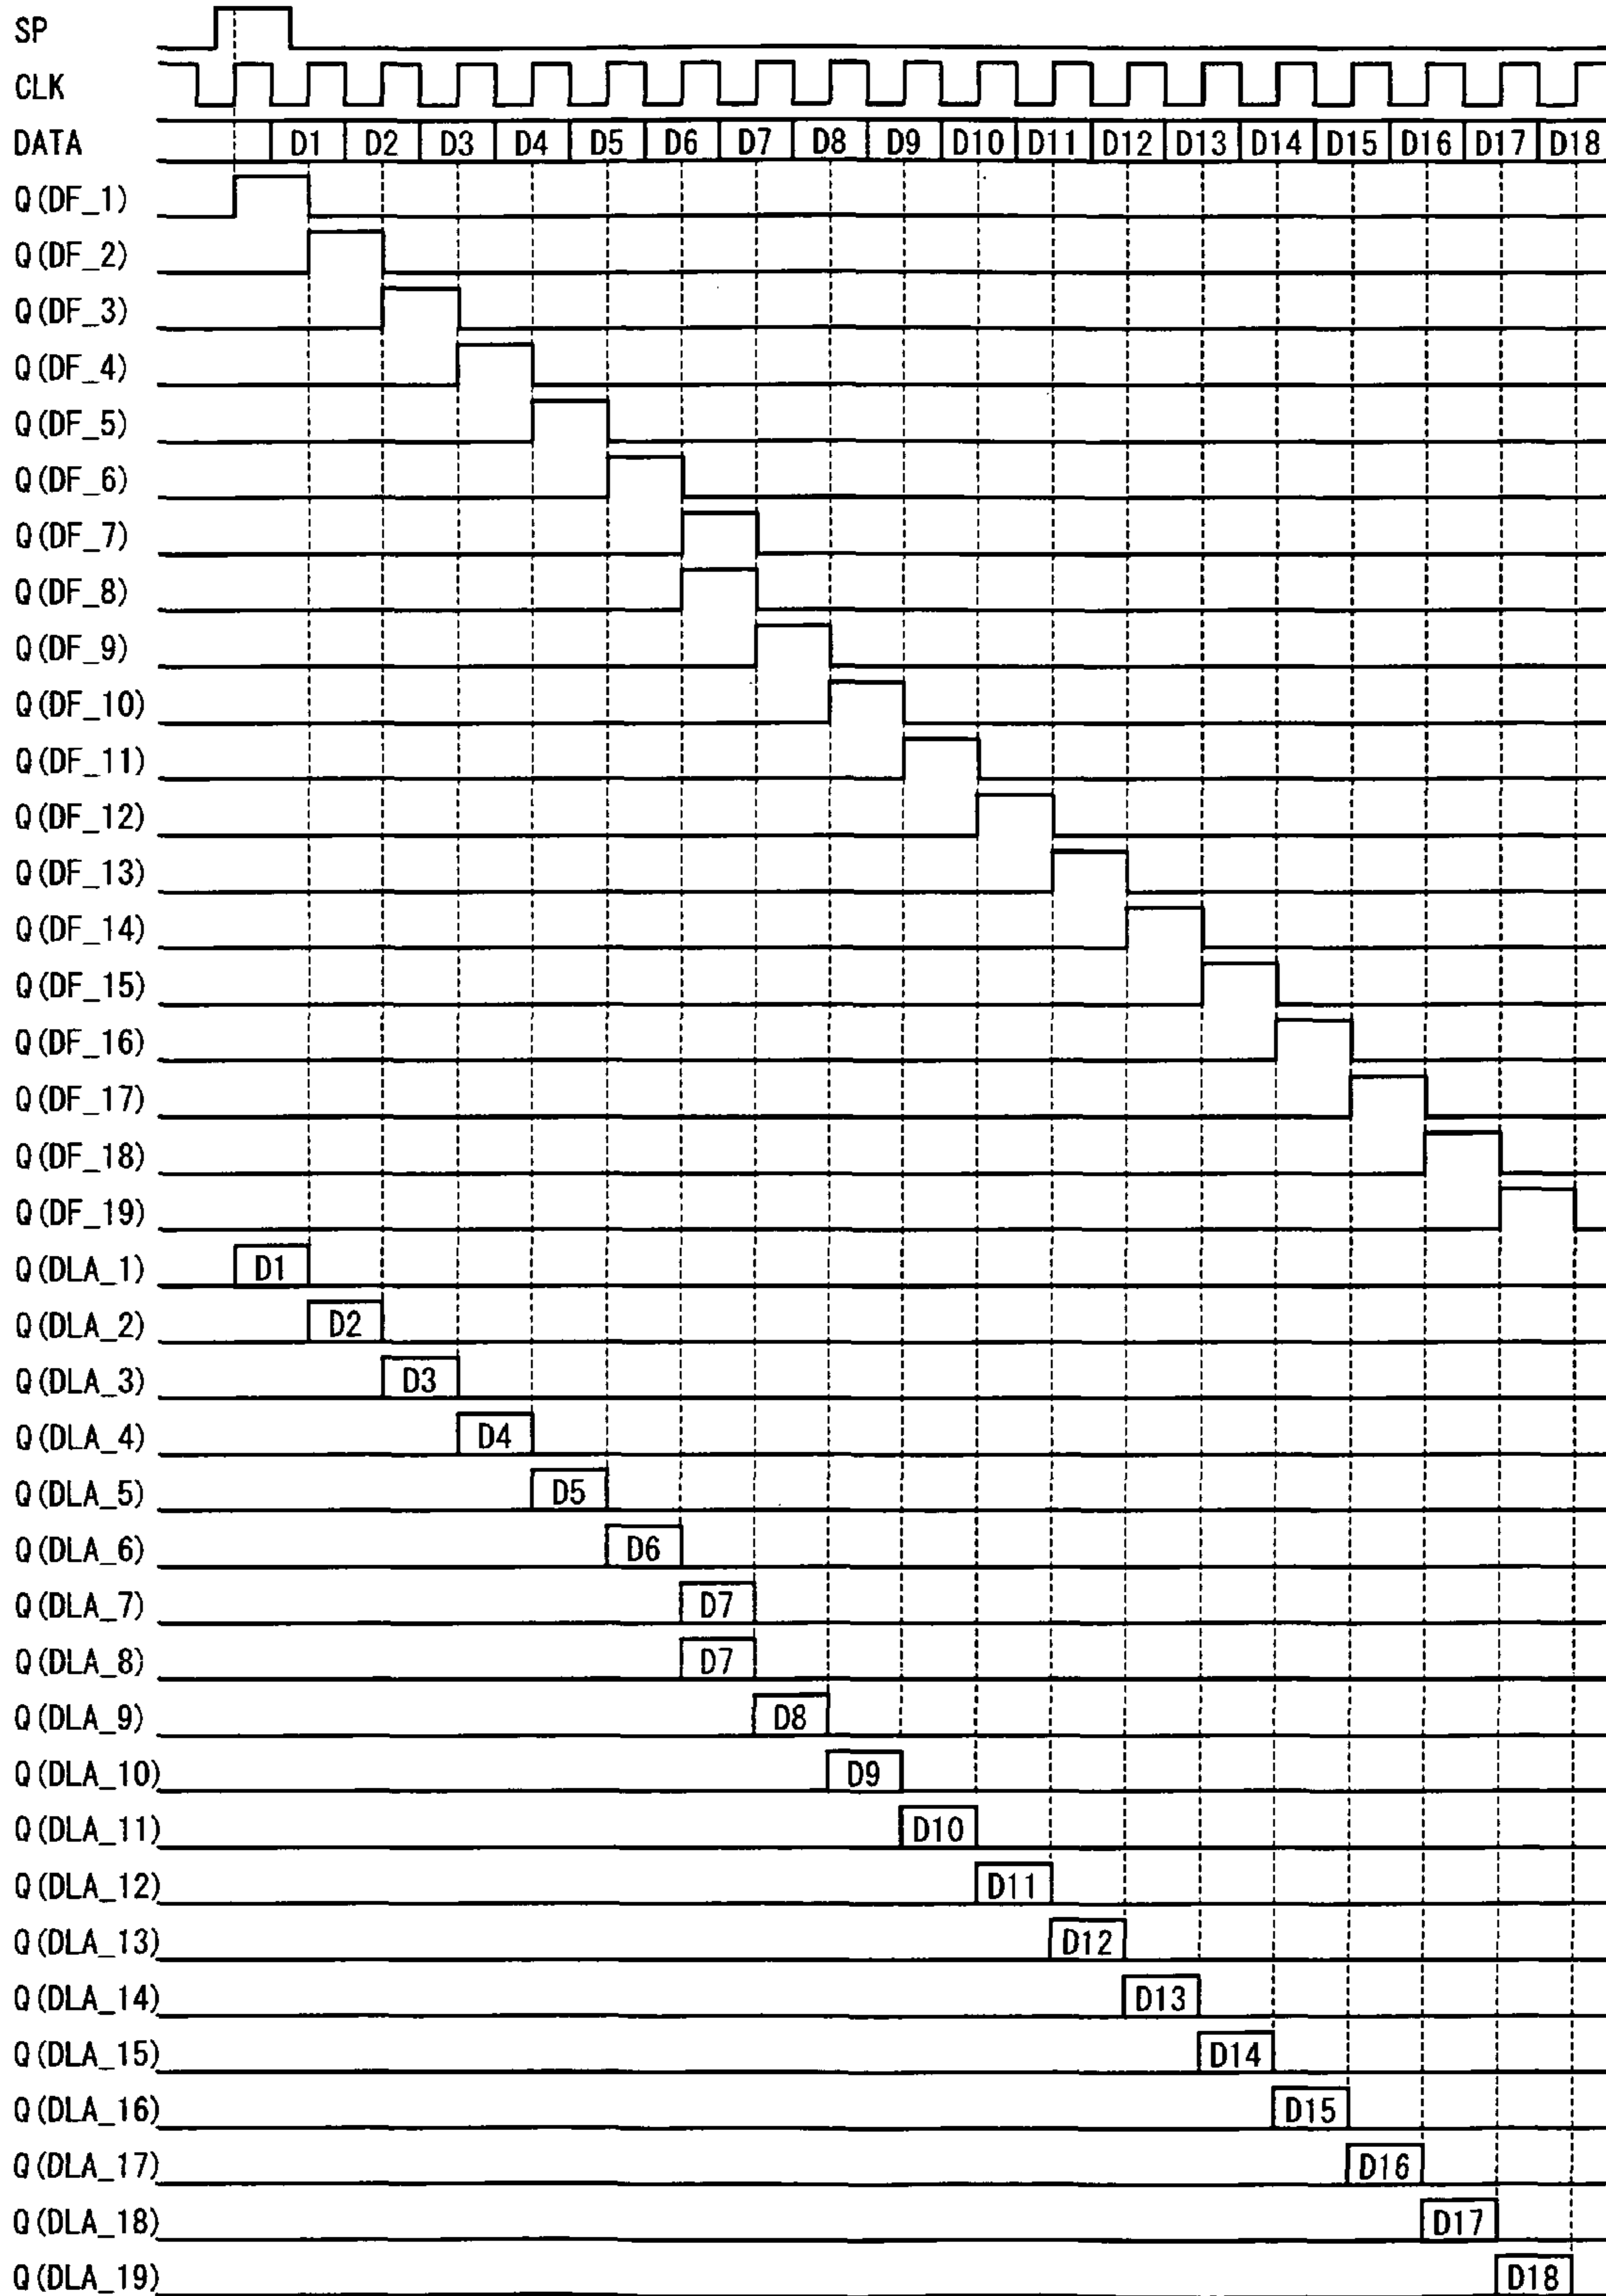 SP
CLK
DATA D1 D2 D3 D4 D5 D6 D7 D8 D9 D10 D11 D12 D13 D14 D15 D16 D17 D18
Q(DF_1)
Q(DF_2)
Q(DF_3)
Q(DF_4)
Q(DF_5)
Q(DF_6)
Q(DF_7)
Q(DF_8)
Q(DF_9)
Q(DF_10)
Q(DF_11)
Q(DF_12)
Q(DF_13)
Q(DF_14)
Q(DF_15)
Q(DF_16)
Q(DF_17)
Q(DF_18)
Q(DF_19)
Q(DLA_1) D1
Q(DLA_2) D2
Q(DLA_3) D3
Q(DLA_4) D4
Q(DLA_5) D5
Q(DLA_6) D6
Q(DLA_7) D7
Q(DLA_8) D7
Q(DLA_9) D8
Q(DLA_10) D9
Q(DLA_11) D10
Q(DLA_12) D11
Q(DLA_13) D12
Q(DLA_14) D13
Q(DLA_15) D14
Q(DLA_16) D15
Q(DLA_17) D16
Q(DLA_18) D17
Q(DLA_19) D18